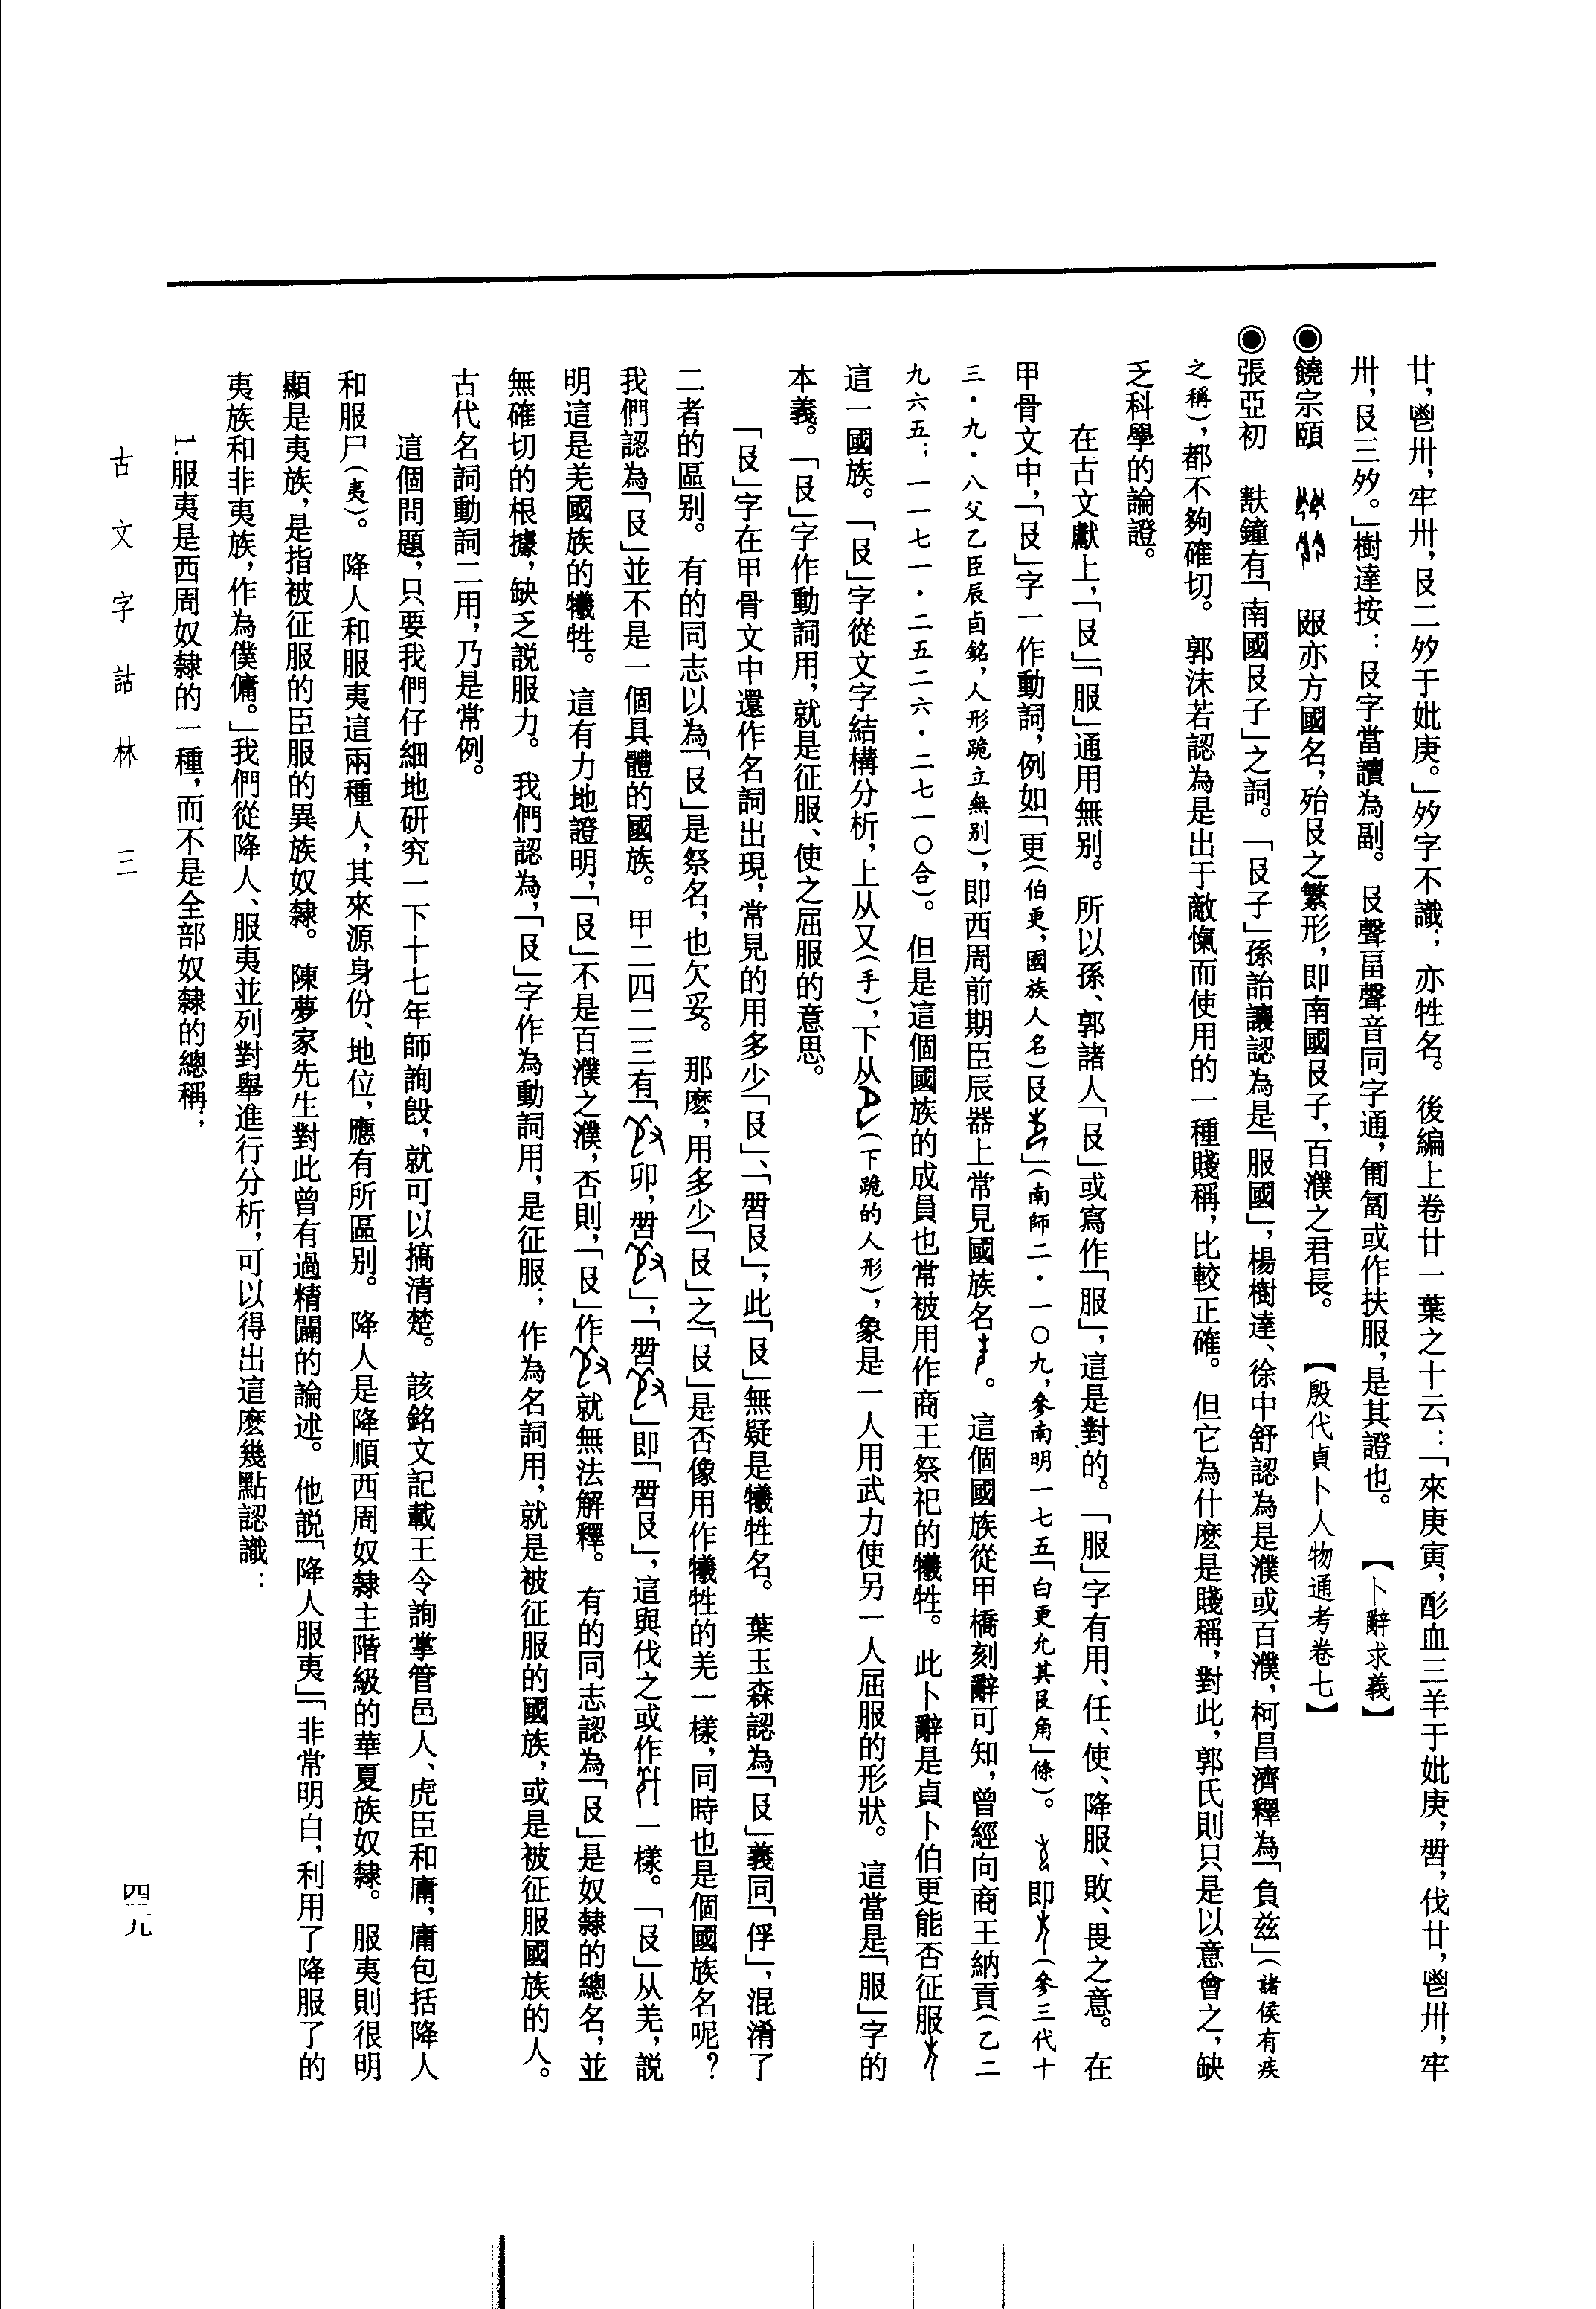 廿，鬯卅，牢卅，𠬝二㱽于妣庚。」字不識；亦牲名。後編上卷廿一葉之十云：「來庚寅，酌血三羊于妣庚，𣉻，伐廿，鬯卅，牢
卅，𠬝三。」樹達按：𠬝字當讀為副。𠬝聲畐聲音同字通，匍匐或作扶服，是其證也。【卜辭求義】
◉饒宗頤　𠬝亦方國名，殆𠬝之繁形，即南國𠬝子，百濮之君長。【殷代貞卜人物通考卷七】
◉張亞初　㝬鐘有「南國𠬝子」之詞。「𠬝子」孫詒讓認為是「服國」，楊樹達、徐中舒認為是濮或百濮，柯昌濟釋為「負茲」（諸侯有疾
之稱），都不夠確切。郭沫若認為是出于敵愾而使用的一種賤稱，比較正確。但它為什麽是賤稱，對此，郭氏則只是以意會之，缺
乏科學的論證。
在古文獻上，「𠬝」「服」通用無別。所以孫、郭諸人「𠬝」或寫作「服」，這是對的。「服」字有用、任、使、降服、敗、畏之意。在
甲骨文中，「𠬝」字一作動詞，例如「更（伯更，國族人名）𠬝」（南師二・一〇九，參南明一七五「白更允其𠬝角」條）。即（參三代十
三・九・八父乙臣辰卣銘，人形跪立無别），即西周前期臣辰器上常見國族名。這個國族從甲橋刻辭可知，曾經向商王納貢（乙二
九六五；一一七一・二五二六・二七一〇合）。但是這個國族的成員也常被用作商王祭祀的犧牲。此卜辭是貞卜伯更能否征服
這一國族。「𠬝」字從文字結構分析，上从又（手），下从（下跪的人形），象是一人用武力使另一人屈服的形狀。這當是「服」字的
本義。「𠬝」字作動詞用，就是征服、使之屈服的意思。
「𠬝」字在甲骨文中還作名詞出現，常見的用多少「𠬝」、「𣉻𠬝」，此「𠬝」無疑是犧牲名。葉玉森認為「𠬝」義同「俘」，混淆了
二者的區别。有的同志以為「𠬝」是祭名，也欠妥。那麽，用多少「𠬝」之「𠬝」是否像用作犧牲的羌一樣，同時也是個國族名呢？
我們認為「𠬝」並不是一個具體的國族。甲二四二三有「卯，𣉻」，「𣉻」即「𣉻𠬝」，這與伐之或作一樣。「𠬝」从羌，説
明這是羌國族的犧牲。這有力地證明，「𠬝」不是百濮之濮，否則，「𠬝」作就無法解釋。有的同志認為「𠬝」是奴隸的總名，並
無確切的根據，缺乏説服力。我們認為，「𠬝」字作為動詞用，是征服；作為名詞用，就是被征服的國族，或是被征服國族的人。
古代名詞動詞二用，乃是常例。
這個問題，只要我們仔細地研究一下十七年師詢𣪘，就可以搞清楚。該銘文記載王令詢掌管邑人、虎臣和庸，庸包括降人
和服尸（夷）。降人和服夷這兩種人，其來源身份、地位，應有所區别。降人是降順西周奴隸主階級的華夏族奴隸。服夷則很明
顯是夷族，是指被征服的臣服的異族奴隸。陳夢家先生對此曾有過精闢的論述。他説「降人服夷」「非常明白，利用了降服了的
夷族和非夷族，作為僕傭。」我們從降人、服夷並列對舉進行分析，可以得出這麽幾點認識：
1.服夷是西周奴隸的一種，而不是全部奴隸的總稱；
古文字詁林　三
四二九